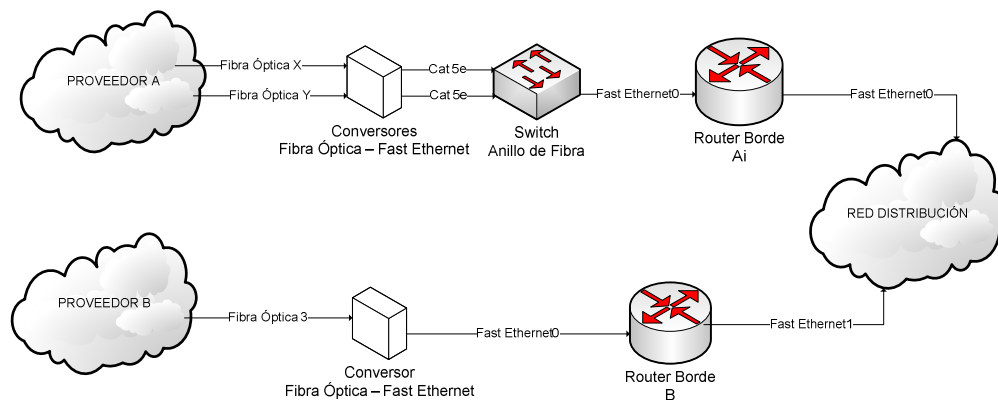 PROVEEDOR A
Fibra Óptica X
Fibra Óptica Y
Conversores
Fibra Óptica – Fast Ethernet
Cat 5e
Cat 5e
Switch
Anillo de Fibra
Fast Ethernet0
Router Borde
Ai
Fast Ethernet0
RED DISTRIBUCIÓN
PROVEEDOR B
Fibra Óptica 3
Conversor
Fibra Óptica – Fast Ethernet
Fast Ethernet0
Router Borde
B
Fast Ethernet1